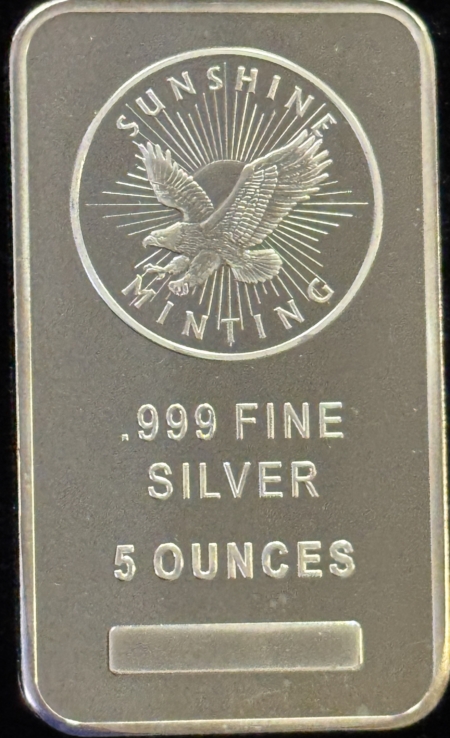 SUNSHINE
MINTING
.999 FINE
SILVER
5 OUNCES